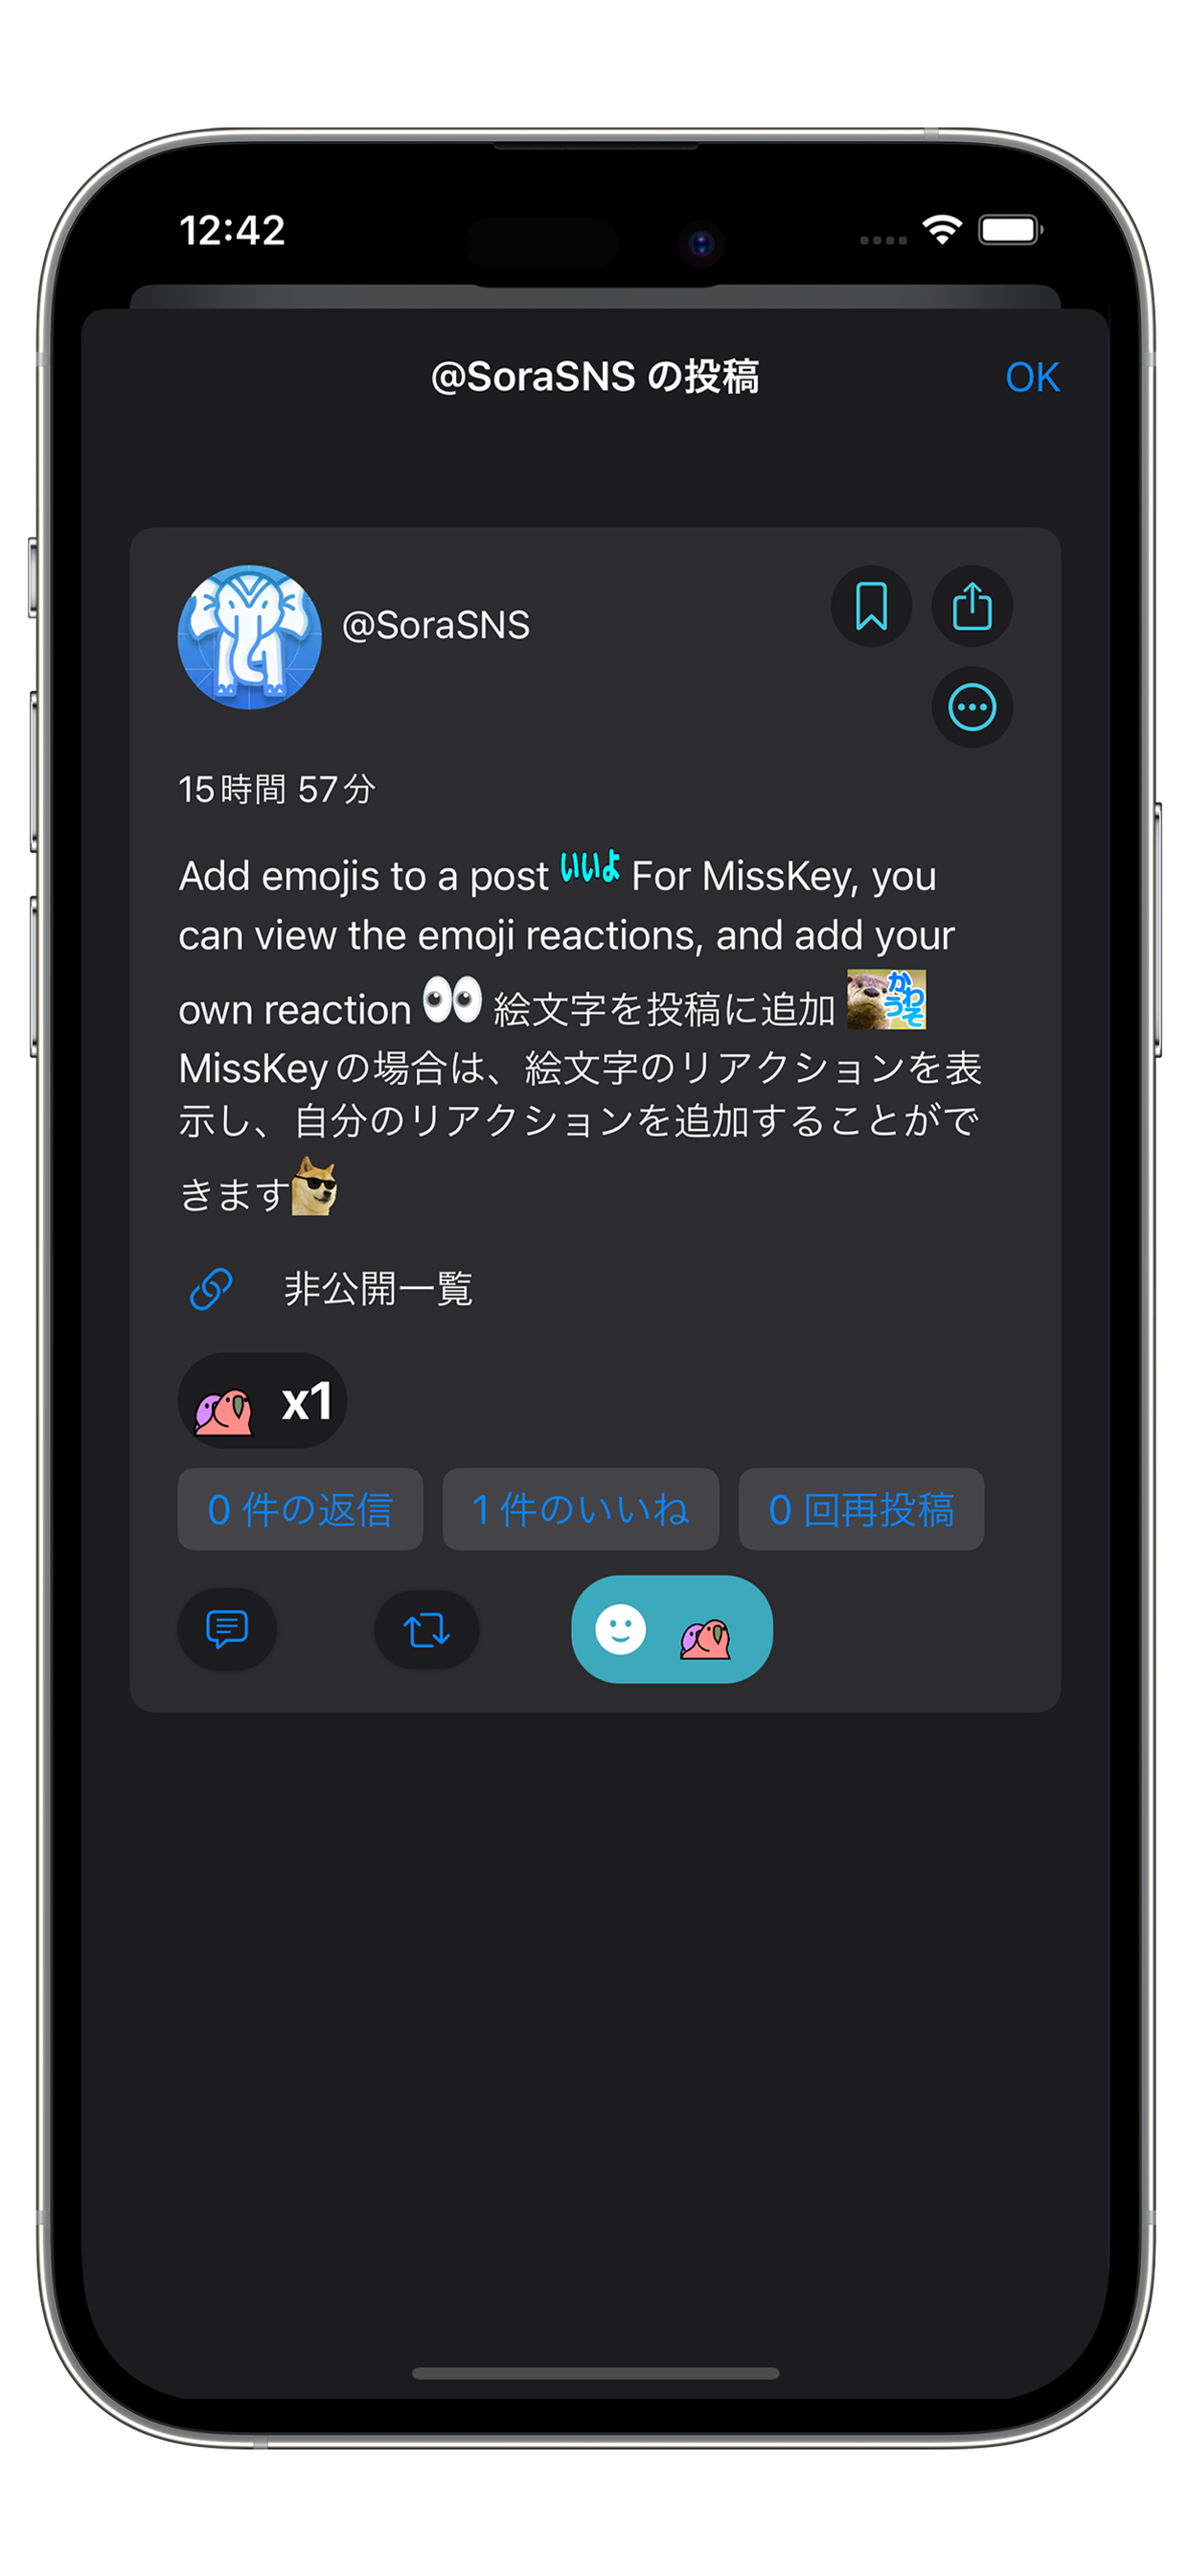 12:42
@SoraSNS の投稿
OK
@SoraSNS
15時間 57分
Add emojis to a post いいよ For MissKey, you
can view the emoji reactions, and add your
own reaction 👀 絵文字を投稿に追加 かわうそ
MissKeyの場合は、絵文字のリアクションを表
示し、自分のリアクションを追加することがで
きます
非公開一覧
x1
0 件の返信
1 件のいいね
0 回再投稿